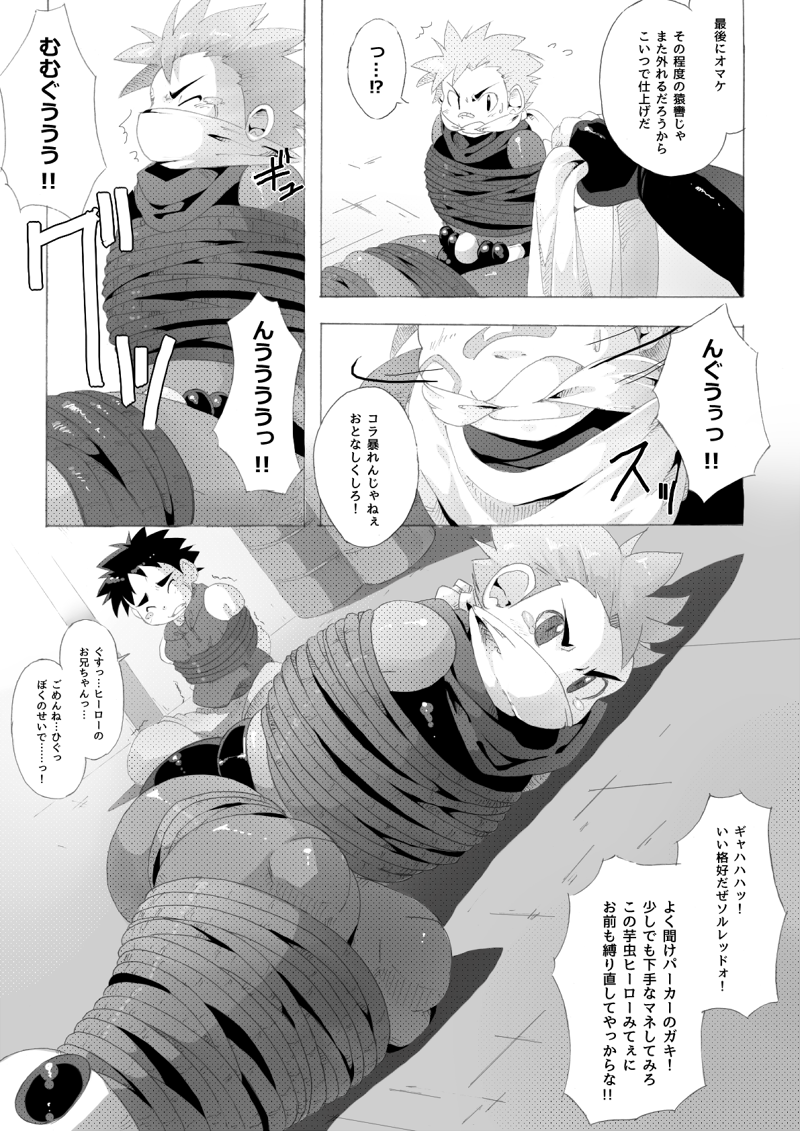 最後にオマケ
その程度の猿轡じゃ
また外れるだろうから
こいつで仕上げだ
っ…!?
むむぐううう!!
ギュ
んううううっ!!
んぐうぅっ!!
コラ暴れんじゃねぇ
おとなしくしろ!
ズッ
ぐすっ…ヒーローの
お兄ちゃんっ…
ごめんね…ひぐっ
ぼくのせいで……っ!
ギャハハハッ!
いい格好だぜソルレッドォ!
よく聞けパーカーのガキ!
少しでも下手なマネしてみろ
この芋虫ヒーローみてぇに
お前も縛り直してやっからな!!